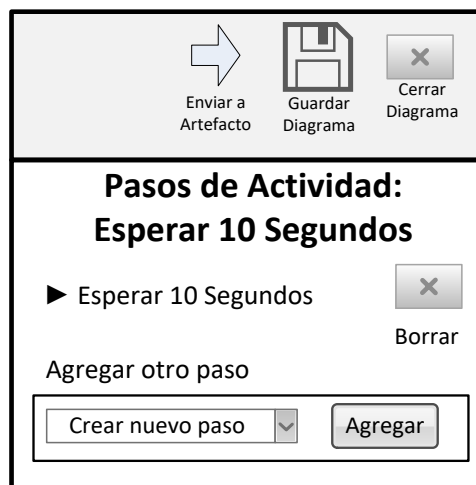 Enviar a
Artefacto
Guardar
Diagrama
Cerrar
Diagrama
Pasos de Actividad:
Esperar 10 Segundos
► Esperar 10 Segundos
Borrar
Agregar otro paso
Crear nuevo paso
Agregar